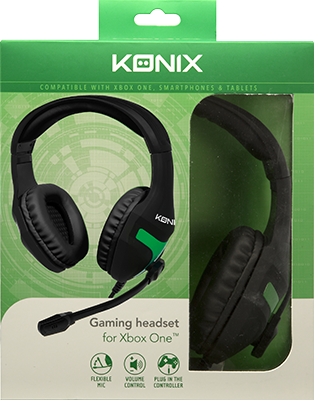 KONIX
COMPATIBLE WITH XBOX ONE, SMARTPHONES & TABLETS
KONIX
Gaming headset
for Xbox One™
FLEXIBLE
MIC
VOLUME
CONTROL
PLUG IN THE
CONTROLLER